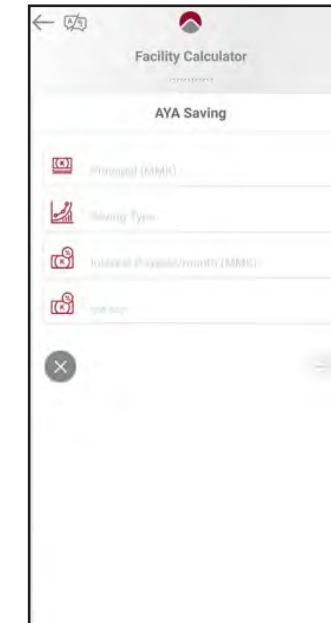 Facility Calculator
AYA Saving
Principal (MMK)
Saving Type
Interest Payable/month (MMK)